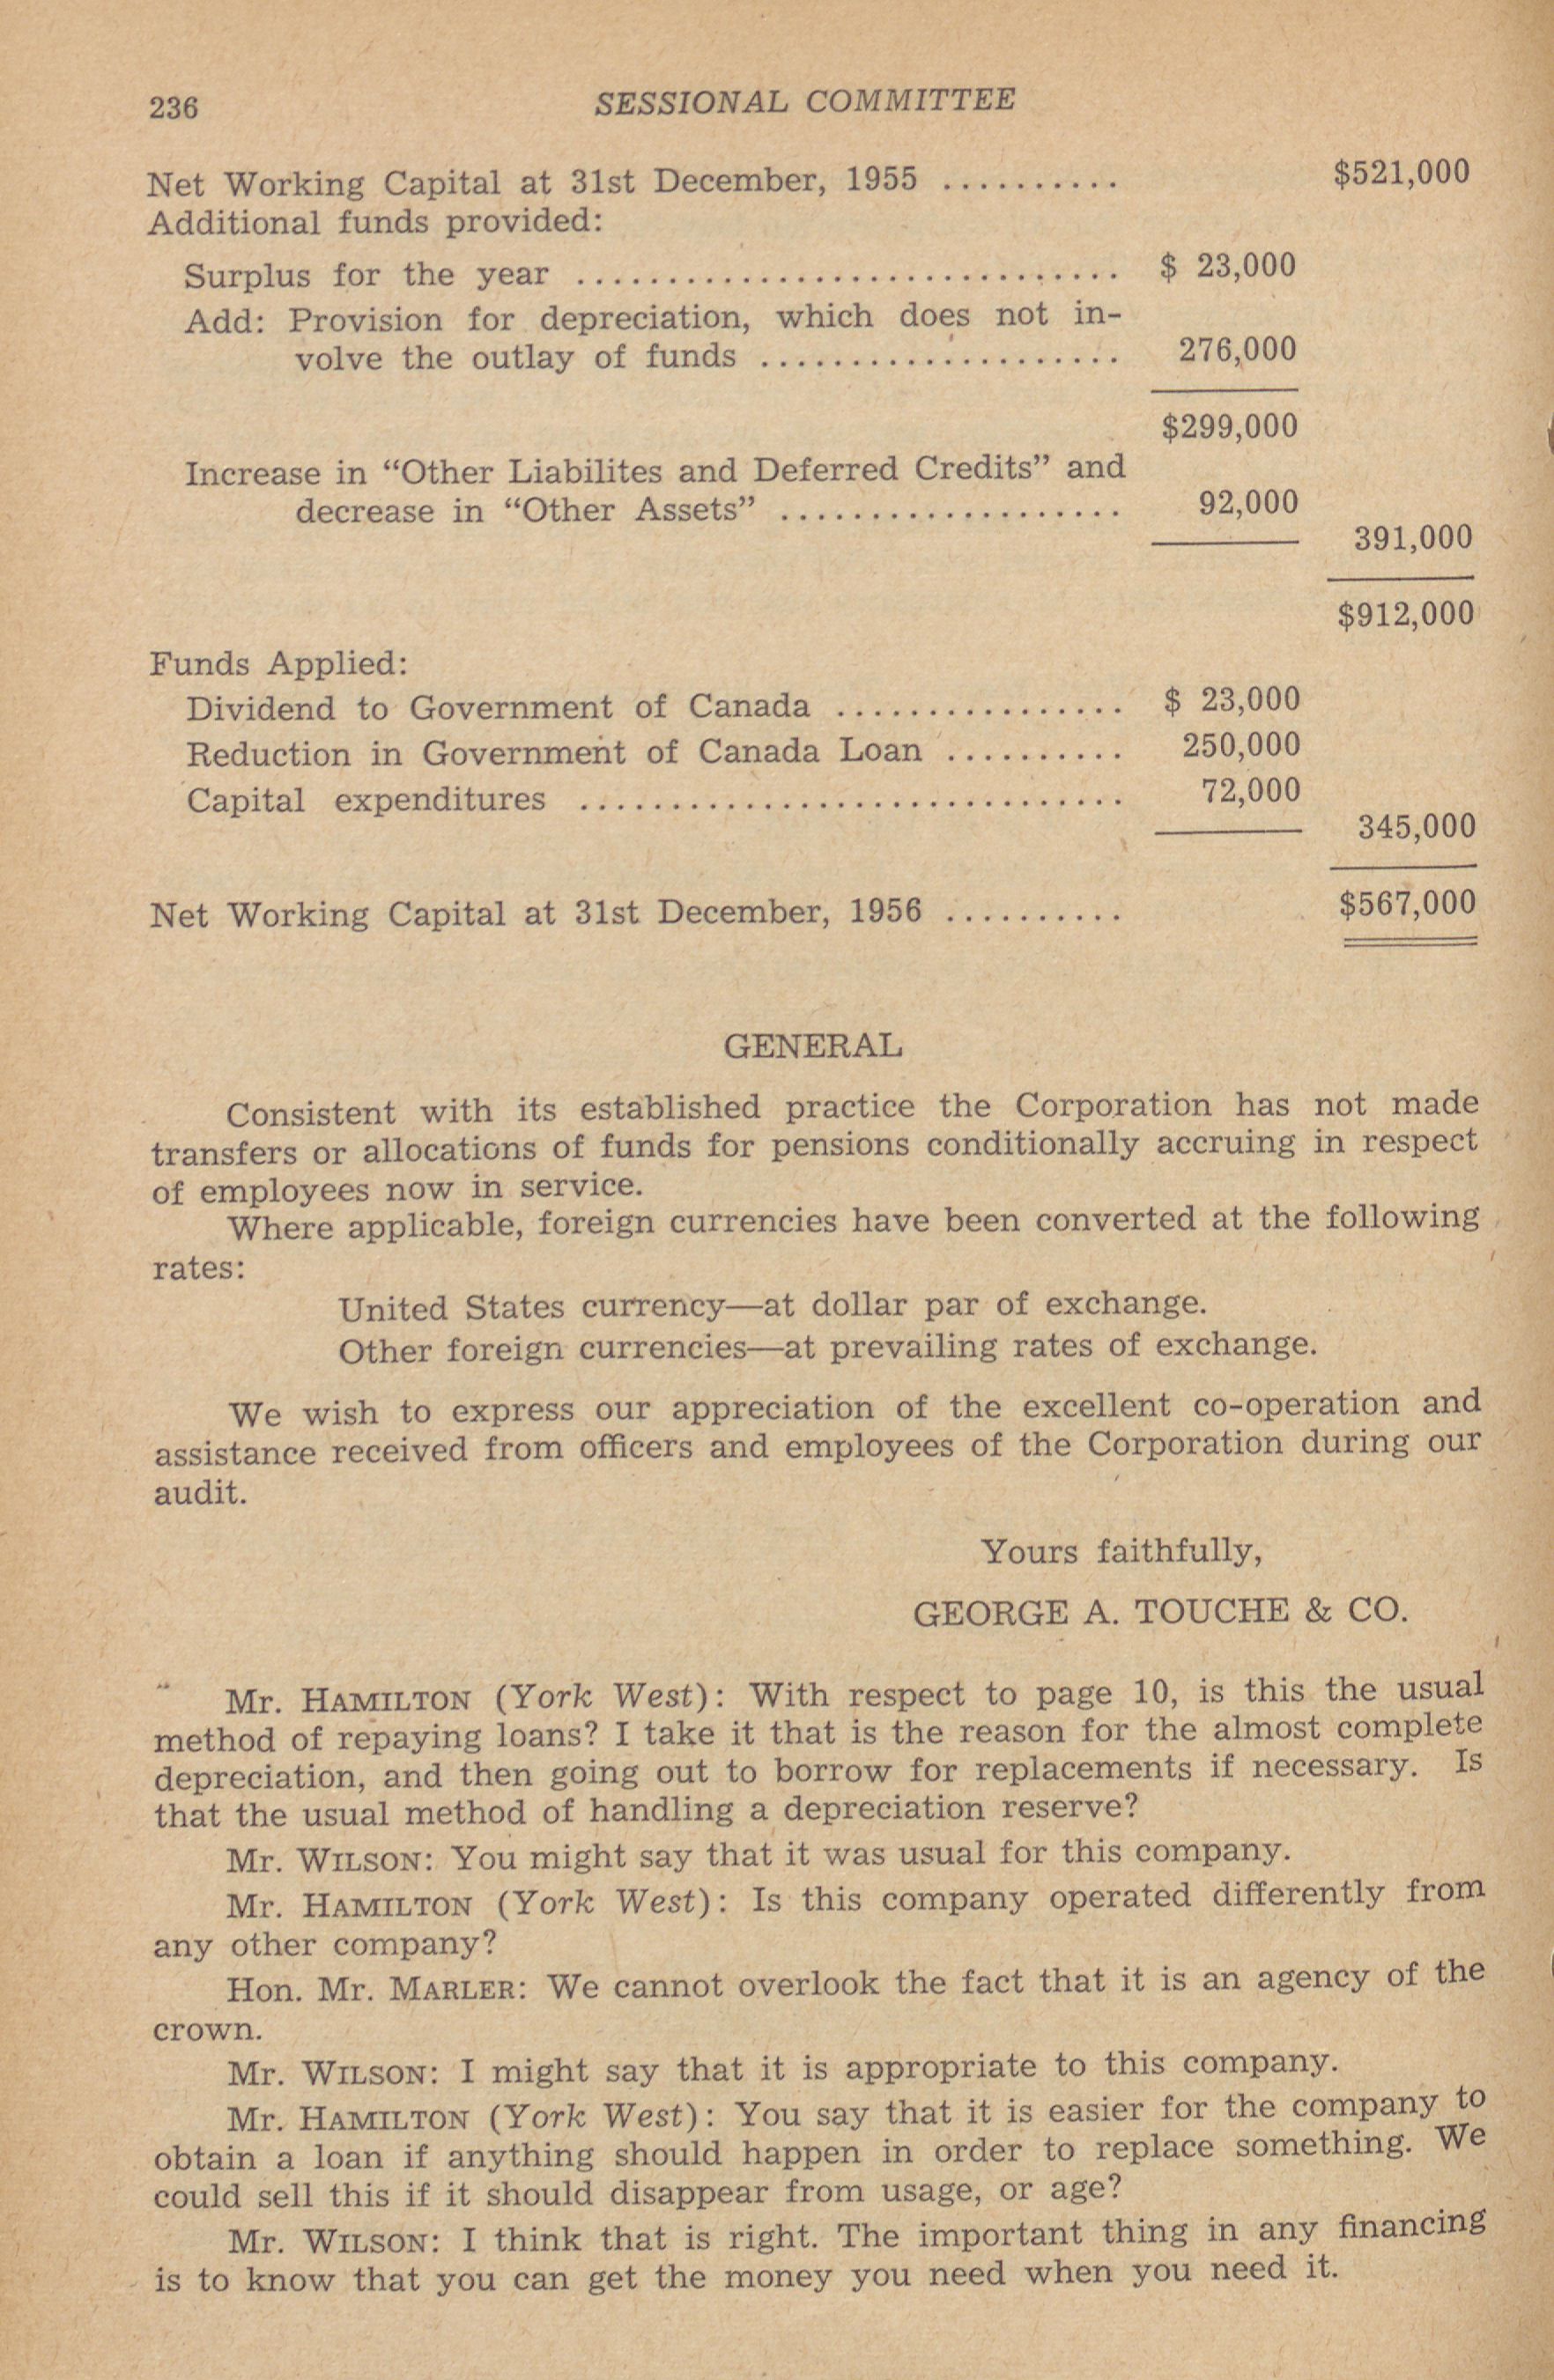 236 SESSIONAL COMMITTEE
Net Working Capital at 31st December, 1955 .......... $521,000
Additional funds provided:
Surplus for the year .............................. $ 23,000
Add: Provision for depreciation, which does not in-
volve the outlay of funds .................... 276,000
$299,000
Increase in “Other Liabilites and Deferred Credits” and
decrease in “Other Assets” ................... 92,000
391,000
$912,000
Funds Applied:
Dividend to Government of Canada ................ $ 23,000
Reduction in Government of Canada Loan .......... 250,000
Capital expenditures .............................. 72,000
345,000
Net Working Capital at 31st December, 1956 .......... $567,000
GENERAL
Consistent with its established practice the Corporation has not made
transfers or allocations of funds for pensions conditionally accruing in respect
of employees now in service.
Where applicable, foreign currencies have been converted at the following
rates:
United States currency—at dollar par of exchange.
Other foreign currencies—at prevailing rates of exchange.
We wish to express our appreciation of the excellent co-operation and
assistance received from officers and employees of the Corporation during our
audit.
Yours faithfully,
GEORGE A. TOUCHE & CO.
Mr. HAMILTON (York West): With respect to page 10, is this the usual
method of repaying loans? I take it that is the reason for the almost complete
depreciation, and then going out to borrow for replacements if necessary. Is
that the usual method of handling a depreciation reserve?
Mr. WILSON: You might say that it was usual for this company.
Mr. HAMILTON (York West): Is this company operated differently from
any other company?
Hon. Mr. MARLER: We cannot overlook the fact that it is an agency of the
crown.
Mr. WILSON: I might say that it is appropriate to this company.
Mr. HAMILTON (York West): You say that it is easier for the company to
obtain a loan if anything should happen in order to replace something. We
could sell this if it should disappear from usage, or age?
Mr. WILSON: I think that is right. The important thing in any financing
is to know that you can get the money you need when you need it.